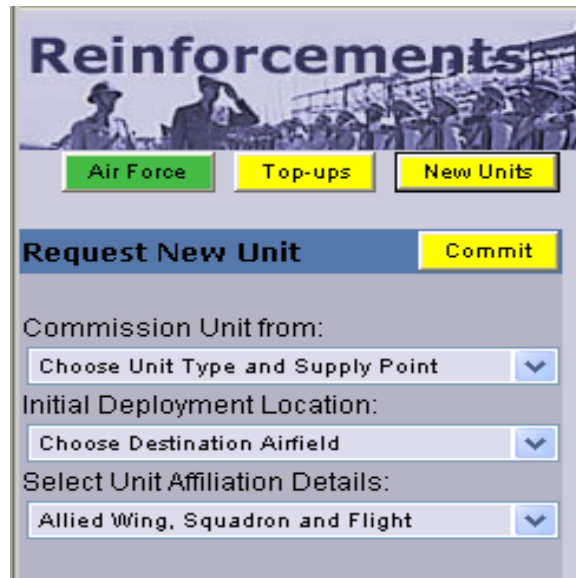 Reinforcements
Air Force Top-ups New Units
Request New Unit Commit
Commission Unit from:
Choose Unit Type and Supply Point
Initial Deployment Location:
Choose Destination Airfield
Select Unit Affiliation Details:
Allied Wing, Squadron and Flight